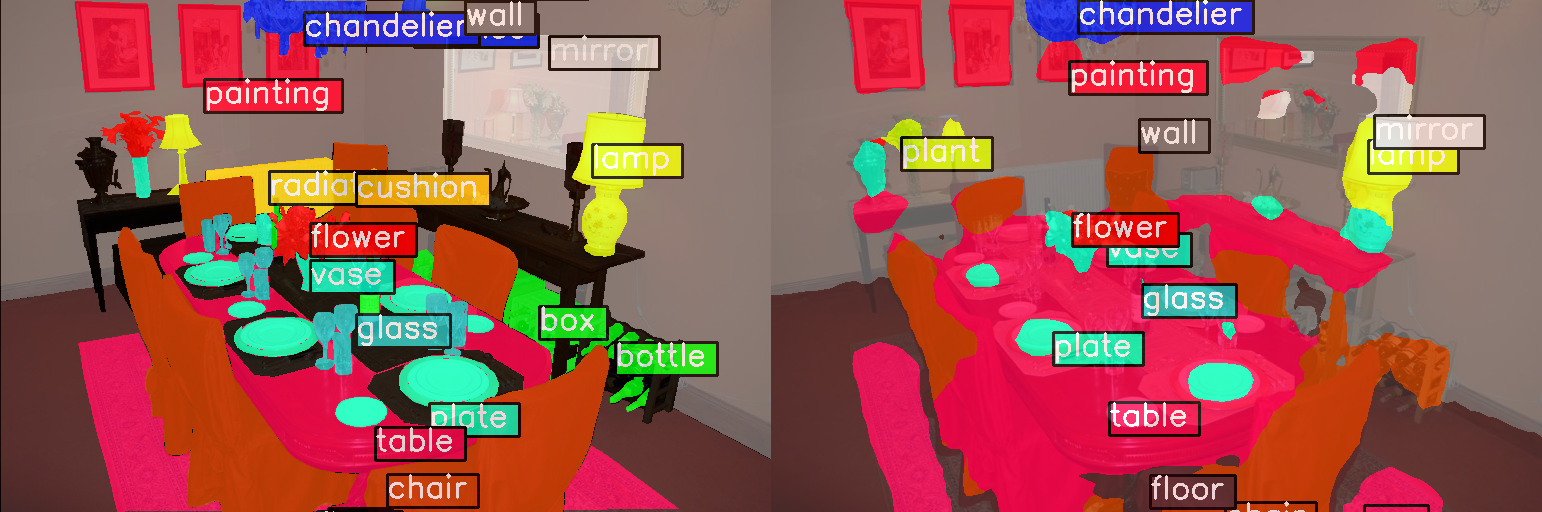 wall
chandelier
mirror
painting
lamp
cushion
flower
vase
box
glass
bottle
plate
table
chair
chandelier
painting
wall
mirror
lamp
plant
flower
vase
glass
plate
table
floor
chair